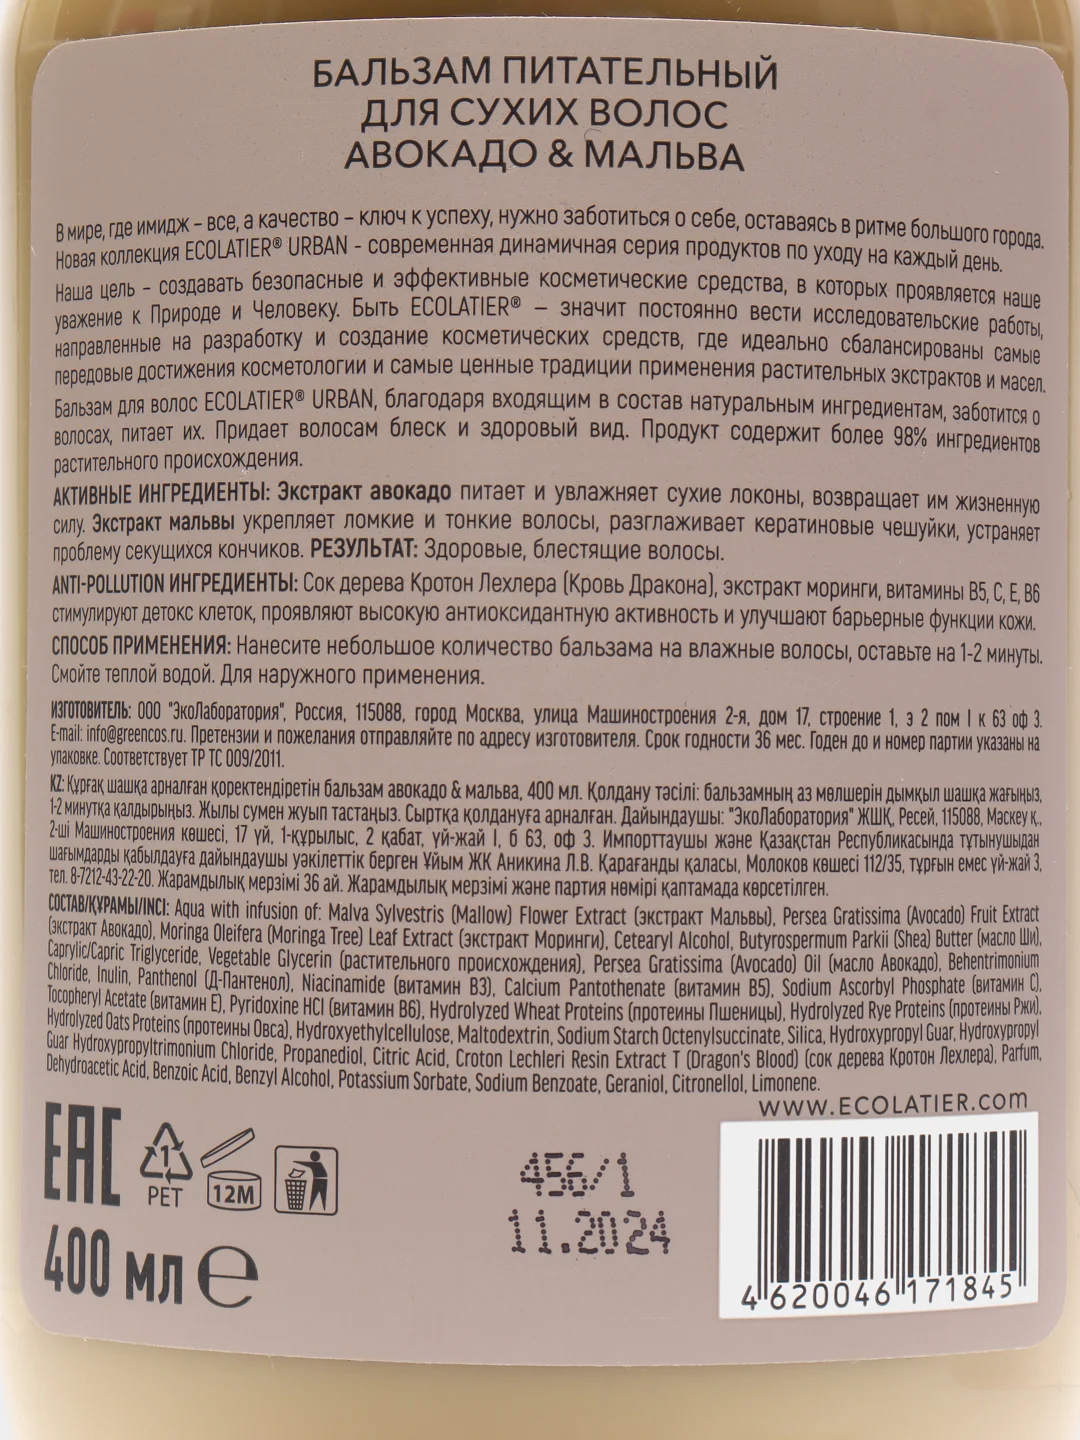 БАЛЬЗАМ ПИТАТЕЛЬНЫЙ
ДЛЯ СУХИХ ВОЛОС
АВОКАДО & МАЛЬВА
В мире, где имидж – все, а качество – ключ к успеху, нужно заботиться о себе, оставаясь в ритме большого города.
Новая коллекция ECOLATIER® URBAN - современная динамичная серия продуктов по уходу на каждый день.
Наша цель – создавать безопасные и эффективные косметические средства, в которых проявляется наше
уважение к Природе и Человеку. Быть ECOLATIER® – значит постоянно вести исследовательские работы,
направленные на разработку и создание косметических средств, где идеально сбалансированы самые
передовые достижения косметологии и самые ценные традиции применения растительных экстрактов и масел.
Бальзам для волос ECOLATIER® URBAN, благодаря входящим в состав натуральным ингредиентам, заботится о
волосах, питает их. Придает волосам блеск и здоровый вид. Продукт содержит более 98% ингредиентов
растительного происхождения.
АКТИВНЫЕ ИНГРЕДИЕНТЫ: Экстракт авокадо питает и увлажняет сухие локоны, возвращает им жизненную
силу. Экстракт мальвы укрепляет ломкие и тонкие волосы, разглаживает кератиновые чешуйки, устраняет
проблему секущихся кончиков. РЕЗУЛЬТАТ: Здоровые, блестящие волосы.
ANTI-POLLUTION ИНГРЕДИЕНТЫ: Сок дерева Кротон Лехлера (Кровь Дракона), экстракт моринги, витамины B5, C, E, B6
стимулируют детокс клеток, проявляют высокую антиоксидантную активность и улучшают барьерные функции кожи.
СПОСОБ ПРИМЕНЕНИЯ: Нанесите небольшое количество бальзама на влажные волосы, оставьте на 1-2 минуты.
Смойте теплой водой. Для наружного применения.
ИЗГОТОВИТЕЛЬ: ООО "ЭкоЛаборатория", Россия, 115088, город Москва, улица Машиностроения 2-я, дом 17, строение 1, э 2 пом I к 63 оф 3.
E-mail: info@greencos.ru. Претензии и пожелания отправляйте по адресу изготовителя. Срок годности 36 мес. Годен до и номер партии указаны на
упаковке. Соответствует ТР ТС 009/2011.
KZ: Құрғақ шашқа арналған қоректендіретін бальзам авокадо & мальва, 400 мл. Қолдану тәсілі: бальзамның аз мөлшерін дымқыл шашқа жағыңыз,
1-2 минутқа қалдырыңыз. Жылы сумен жуып тастаңыз. Сыртқа қолдануға арналған. Дайындаушы: "ЭкоЛаборатория" ЖШҚ, Ресей, 115088, Мәскеу қ.,
2-ші Машиностроения көшесі, 17 үй, 1-құрылыс, 2 қабат, үй-жай I, б 63, оф 3. Импорттаушы және Қазақстан Республикасында тұтынушыдан
шағымдарды қабылдауға дайындаушы уәкілеттік берген Ұйым ЖК Аникина Л.В. Қарағанды қаласы, Молоков көшесі 112/35, тұрғын емес үй-жай 3,
тел. 8-7212-43-22-20. Жарамдылық мерзімі 36 ай. Жарамдылық мерзімі және партия нөмірі қаптамада көрсетілген.
СОСТАВ/ҚҰРАМЫ/INCI: Aqua with infusion of: Malva Sylvestris (Mallow) Flower Extract (экстракт Мальвы), Persea Gratissima (Avocado) Fruit Extract
(экстракт Авокадо), Moringa Oleifera (Moringa Tree) Leaf Extract (экстракт Моринги), Cetearyl Alcohol, Butyrospermum Parkii (Shea) Butter (масло Ши),
Caprylic/Capric Triglyceride, Vegetable Glycerin (растительного происхождения), Persea Gratissima (Avocado) Oil (масло Авокадо), Behentrimonium
Chloride, Inulin, Panthenol (Д-Пантенол), Niacinamide (витамин B3), Calcium Pantothenate (витамин B5), Sodium Ascorbyl Phosphate (витамин C),
Tocopheryl Acetate (витамин E), Pyridoxine HCl (витамин B6), Hydrolyzed Wheat Proteins (протеины Пшеницы), Hydrolyzed Rye Proteins (протеины Ржи),
Hydrolyzed Oats Proteins (протеины Овса), Hydroxyethylcellulose, Maltodextrin, Sodium Starch Octenylsuccinate, Silica, Hydroxypropyl Guar, Hydroxypropyl
Guar Hydroxypropyltrimonium Chloride, Propanediol, Citric Acid, Croton Lechleri Resin Extract T (Dragon's Blood) (сок дерева Кротон Лехлера), Parfum,
Dehydroacetic Acid, Benzoic Acid, Benzyl Alcohol, Potassium Sorbate, Sodium Benzoate, Geraniol, Citronellol, Limonene.
WWW.ECOLATIER.com
EAC
1
PET
12M
456/1
11.2024
400 мл e
4 620046 171845